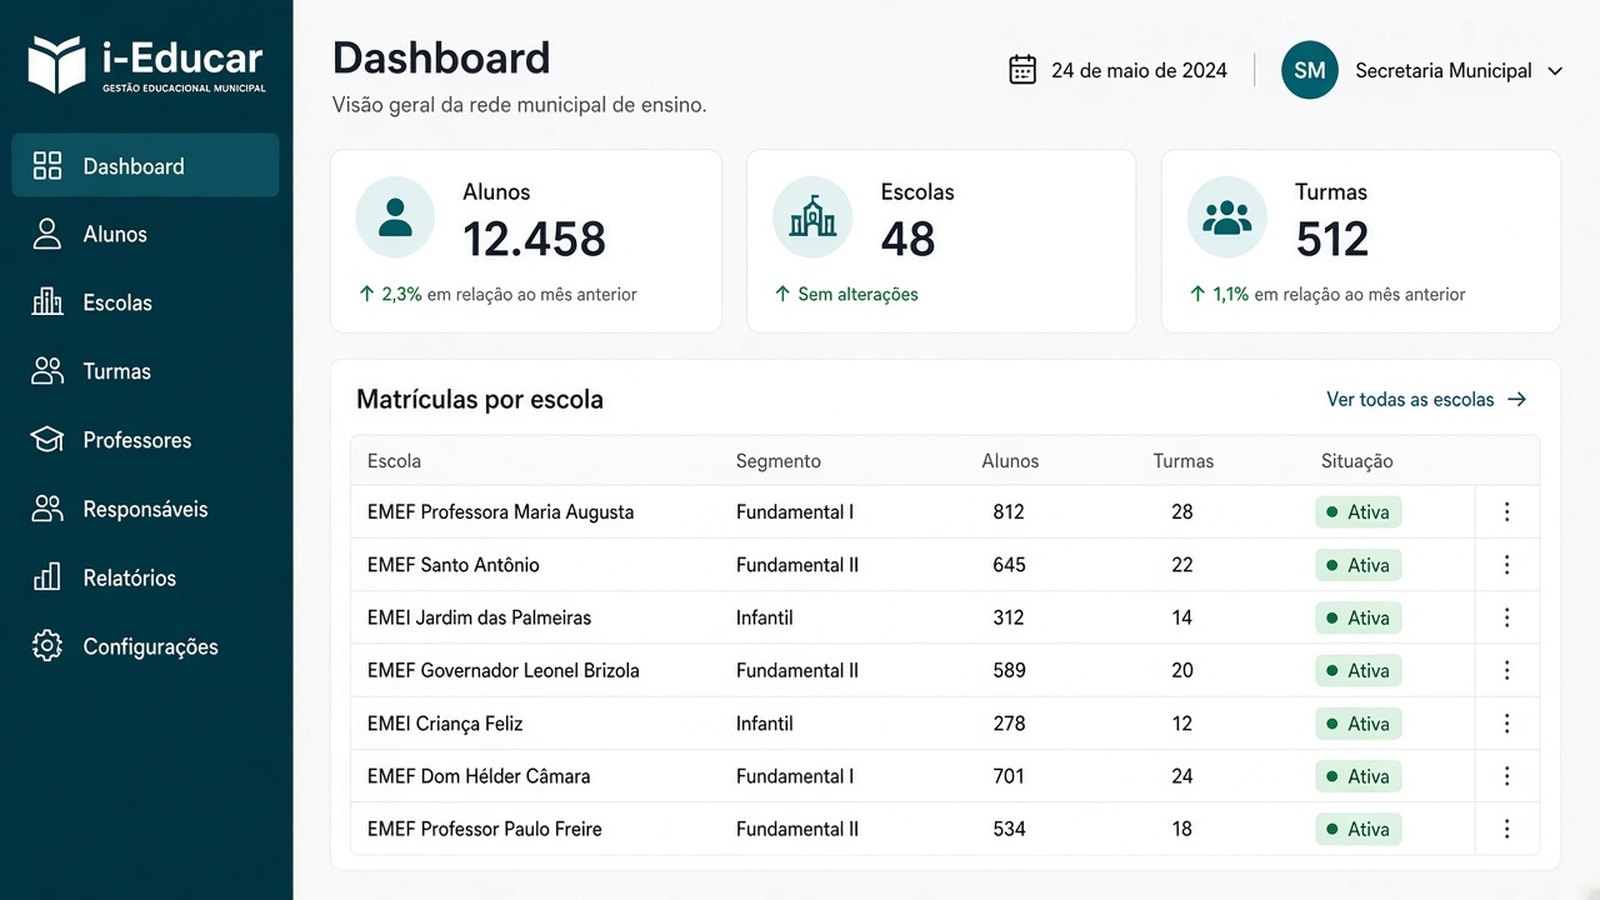 i-Educar
GESTÃO EDUCACIONAL MUNICIPAL
Dashboard
Alunos
Escolas
Turmas
Professores
Responsáveis
Relatórios
Configurações
Dashboard
Visão geral da rede municipal de ensino.
24 de maio de 2024
SM
Secretaria Municipal
Alunos
12.458
↑ 2,3% em relação ao mês anterior
Escolas
48
↑ Sem alterações
Turmas
512
↑ 1,1% em relação ao mês anterior
Matrículas por escola
Ver todas as escolas →
Escola Segmento Alunos Turmas Situação
EMEF Professora Maria Augusta Fundamental I 812 28 Ativa
EMEF Santo Antônio Fundamental II 645 22 Ativa
EMEI Jardim das Palmeiras Infantil 312 14 Ativa
EMEF Governador Leonel Brizola Fundamental II 589 20 Ativa
EMEI Criança Feliz Infantil 278 12 Ativa
EMEF Dom Hélder Câmara Fundamental I 701 24 Ativa
EMEF Professor Paulo Freire Fundamental II 534 18 Ativa